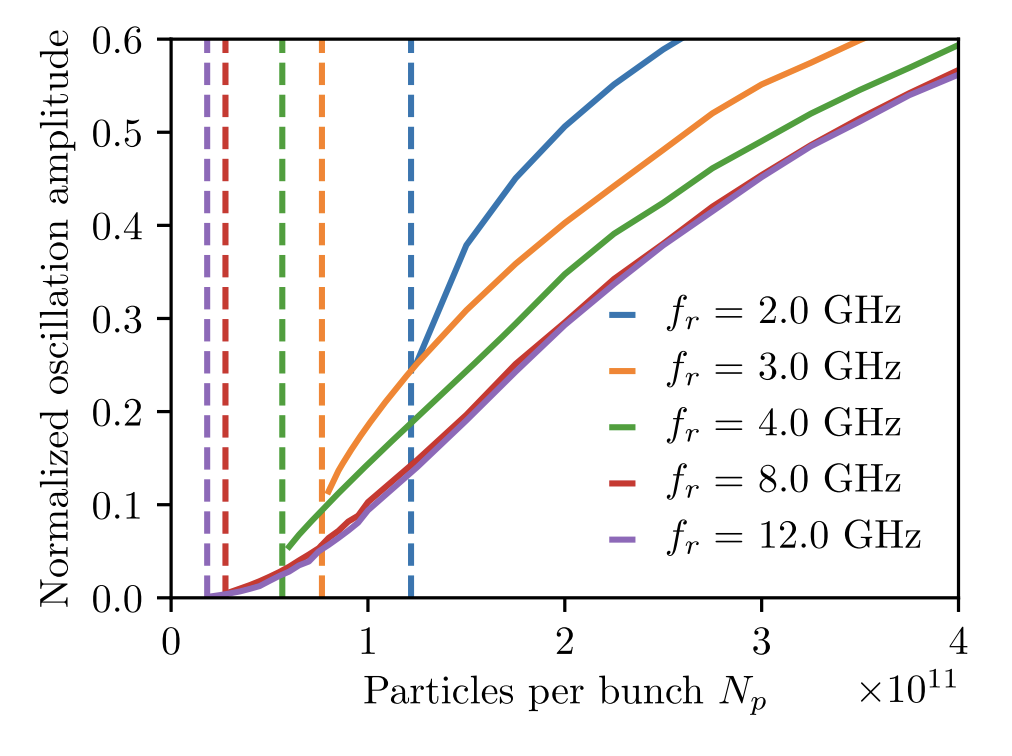 Normalized oscillation amplitude
0.6
0.5
0.4
0.3
0.2
0.1
0.0
f_r = 2.0 GHz
f_r = 3.0 GHz
f_r = 4.0 GHz
f_r = 8.0 GHz
f_r = 12.0 GHz
0 1 2 3 4
Particles per bunch N_p
×10¹¹